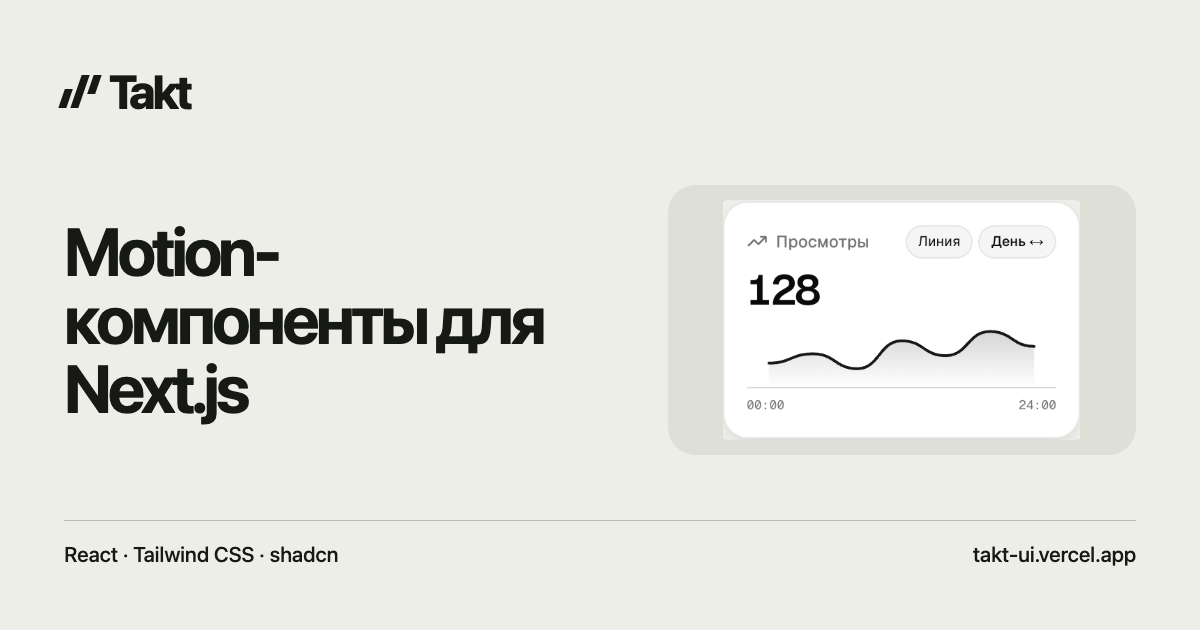 Takt
Motion-
компоненты для
Next.js
Просмотры
Линия
День ↔
128
00:00
24:00
React · Tailwind CSS · shadcn
takt-ui.vercel.app